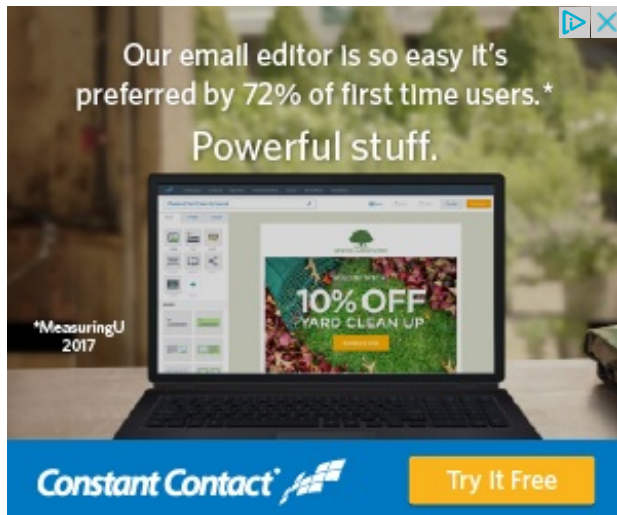 Our email editor is so easy it's
preferred by 72% of first time users.*
Powerful stuff.
10% OFF
YARD CLEAN UP
*MeasuringU
2017
Constant Contact
Try It Free